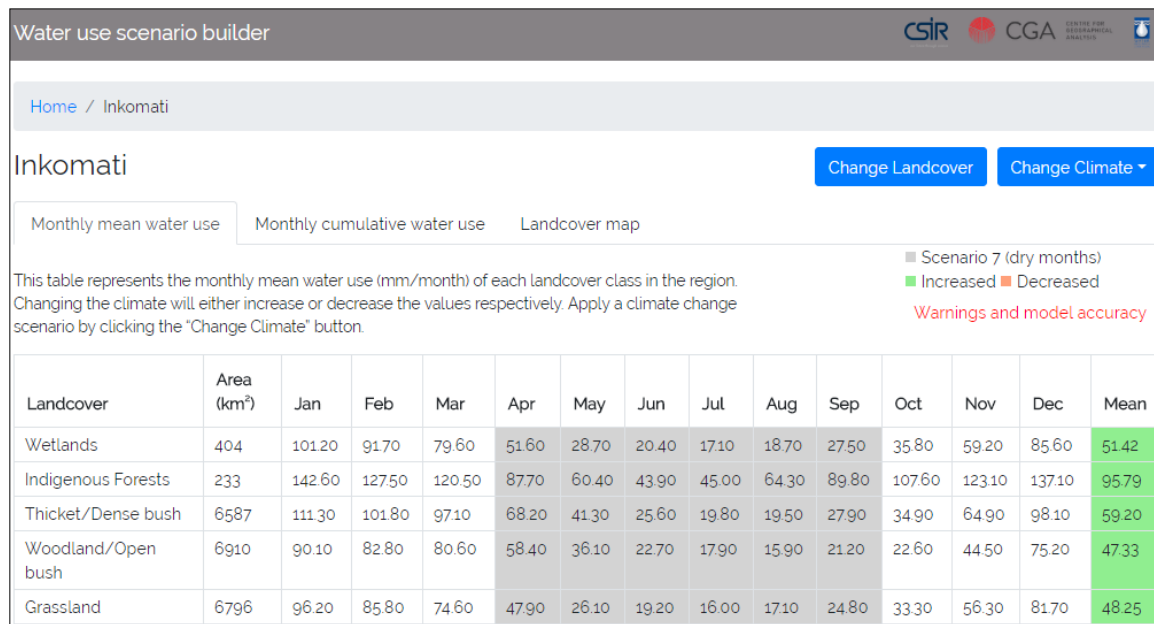 Water use scenario builder
CSIR
CGA CENTRE FOR GEOGRAPHICAL ANALYSIS
Home / Inkomati
Inkomati
Change Landcover
Change Climate
Monthly mean water use Monthly cumulative water use Landcover map
This table represents the monthly mean water use (mm/month) of each landcover class in the region.
Changing the climate will either increase or decrease the values respectively. Apply a climate change
scenario by clicking the “Change Climate” button.
Scenario 7 (dry months)
Increased Decreased
Warnings and model accuracy
Landcover Area (km²) Jan Feb Mar Apr May Jun Jul Aug Sep Oct Nov Dec Mean
Wetlands 404 101.20 91.70 79.60 51.60 28.70 20.40 17.10 18.70 27.50 35.80 59.20 85.60 51.42
Indigenous Forests 233 142.60 127.50 120.50 87.70 60.40 43.90 45.00 64.30 89.80 107.60 123.10 137.10 95.79
Thicket/Dense bush 6587 111.30 101.80 97.10 68.20 41.30 25.60 19.80 19.50 27.90 34.90 64.90 98.10 59.20
Woodland/Open bush 6910 90.10 82.80 80.60 58.40 36.10 22.70 17.90 15.90 21.20 22.60 44.50 75.20 47.33
Grassland 6796 96.20 85.80 74.60 47.90 26.10 19.20 16.00 17.10 24.80 33.30 56.30 81.70 48.25